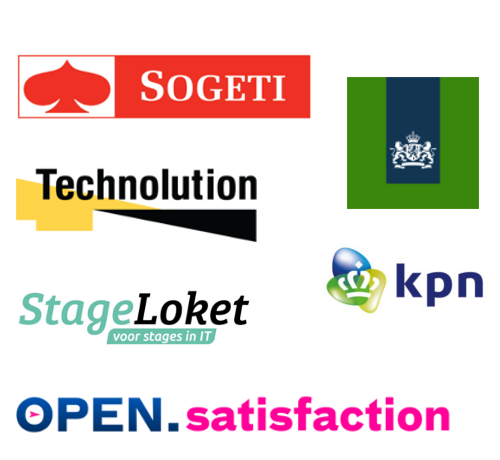 SOGETI
Technolution
kpn
StageLoket
voor stages in IT
OPEN.satisfaction